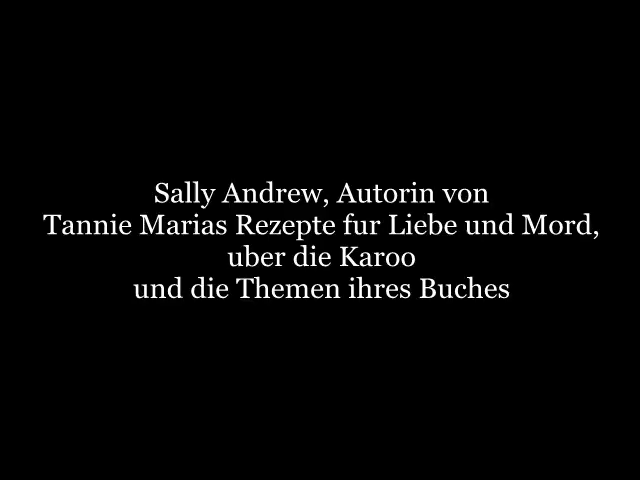 Sally Andrew, Autorin von
Tannie Marias Rezepte fur Liebe und Mord,
uber die Karoo
und die Themen ihres Buches